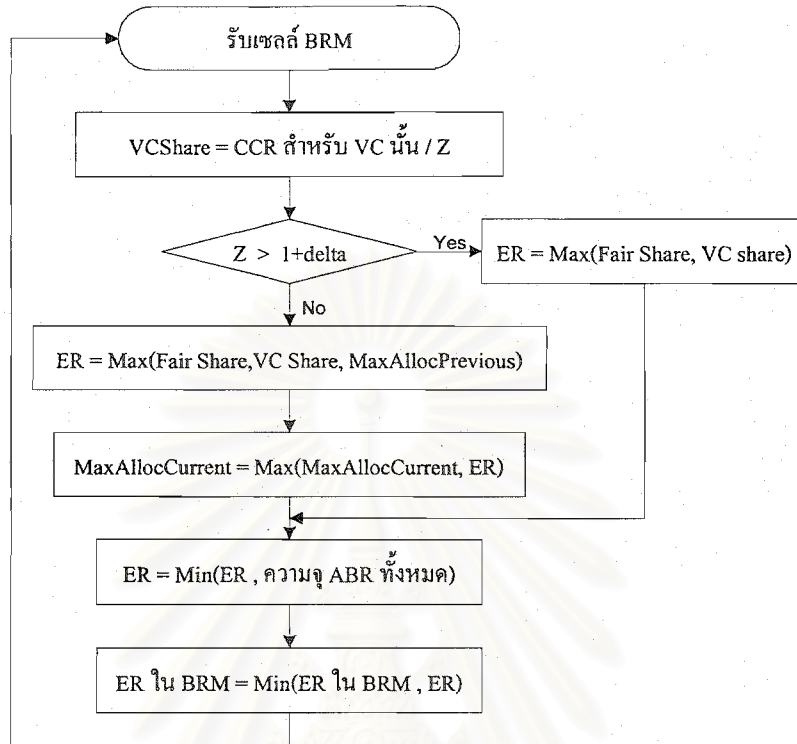 รับเซลล์ BRM
VCShare = CCR สำหรับ VC นั้น / Z
Z > 1+delta
Yes
ER = Max(Fair Share, VC share)
No
ER = Max(Fair Share,VC Share, MaxAllocPrevious)
MaxAllocCurrent = Max(MaxAllocCurrent, ER)
ER = Min(ER , ความจุ ABR ทั้งหมด)
ER ใน BRM = Min(ER ใน BRM , ER)